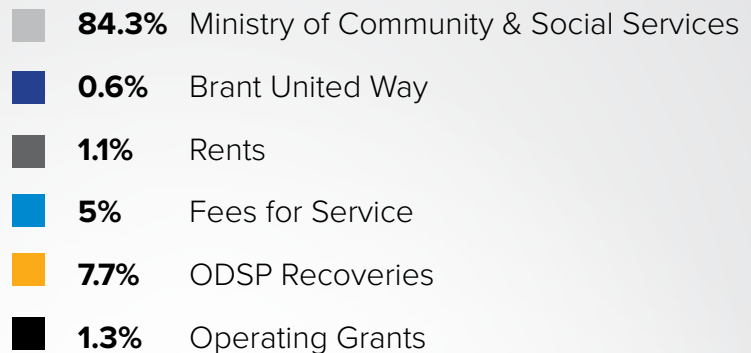 84.3% Ministry of Community & Social Services
0.6% Brant United Way
1.1% Rents
5% Fees for Service
7.7% ODSP Recoveries
1.3% Operating Grants